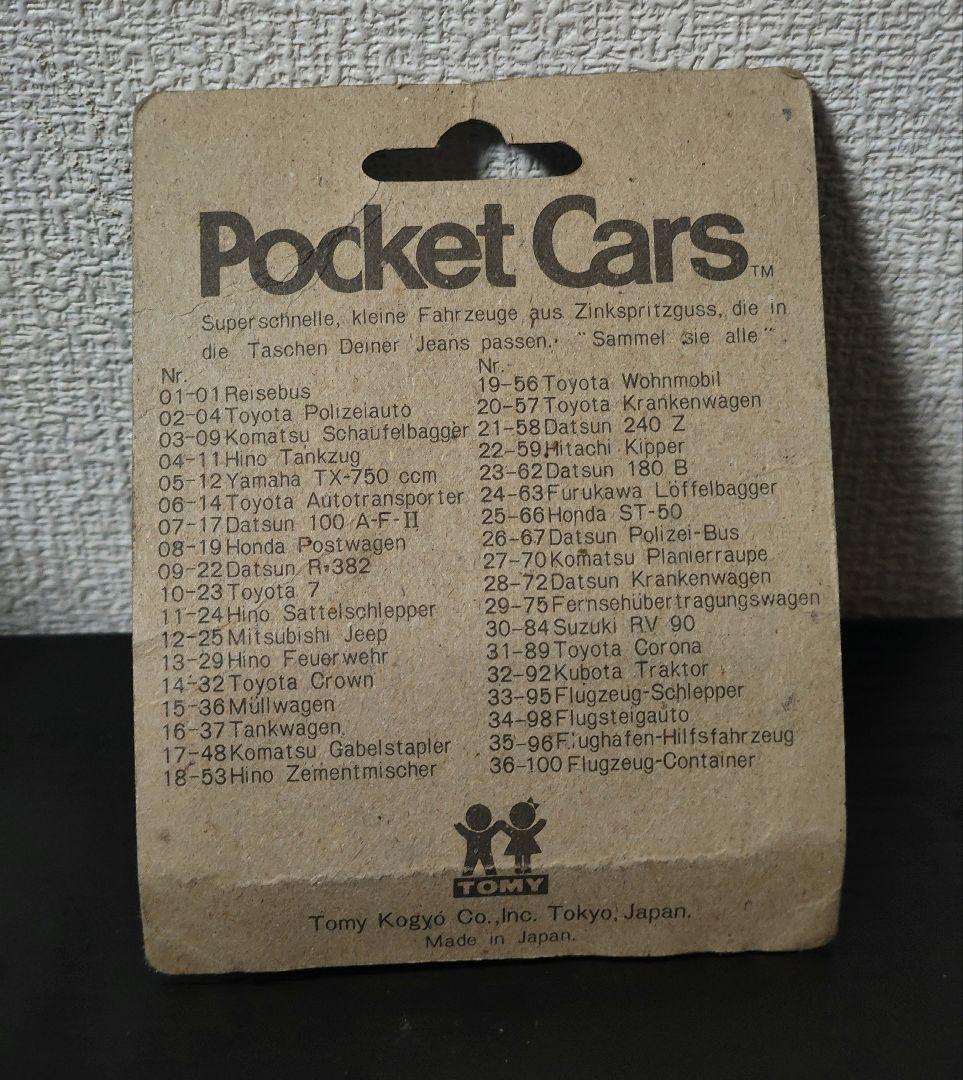 Pocket Cars™
Superschnelle, kleine Fahrzeuge aus Zinkspritzguss, die in
die Taschen Deiner Jeans passen. "Sammel sie alle"
Nr.
01-01 Reisebus
02-04 Toyota Polizeiauto
03-09 Komatsu Schaufelbagger
04-11 Hino Tankzug
05-12 Yamaha TX-750 ccm
06-14 Toyota Autotransporter
07-17 Datsun 100 A-F-II
08-19 Honda Postwagen
09-22 Datsun R-382
10-23 Toyota 7
11-24 Hino Sattelschlepper
12-25 Mitsubishi Jeep
13-29 Hino Feuerwehr
14-32 Toyota Crown
15-36 Müllwagen
16-37 Tankwagen
17-48 Komatsu Gabelstapler
18-53 Hino Zementmischer
Nr.
19-56 Toyota Wohnmobil
20-57 Toyota Krankenwagen
21-58 Datsun 240 Z
22-59 Hitachi Kipper
23-62 Datsun 180 B
24-63 Furukawa Löffelbagger
25-66 Honda ST-50
26-67 Datsun Polizei-Bus
27-70 Komatsu Planierraupe
28-72 Datsun Krankenwagen
29-75 Fernsehübertragungswagen
30-84 Suzuki RV 90
31-89 Toyota Corona
32-92 Kubota Traktor
33-95 Flugzeug-Schlepper
34-98 Flugsteigauto
35-96 Flughafen-Hilfsfahrzeug
36-100 Flugzeug-Container
TOMY
Tomy Kogyo Co.,Inc. Tokyo, Japan.
Made in Japan.